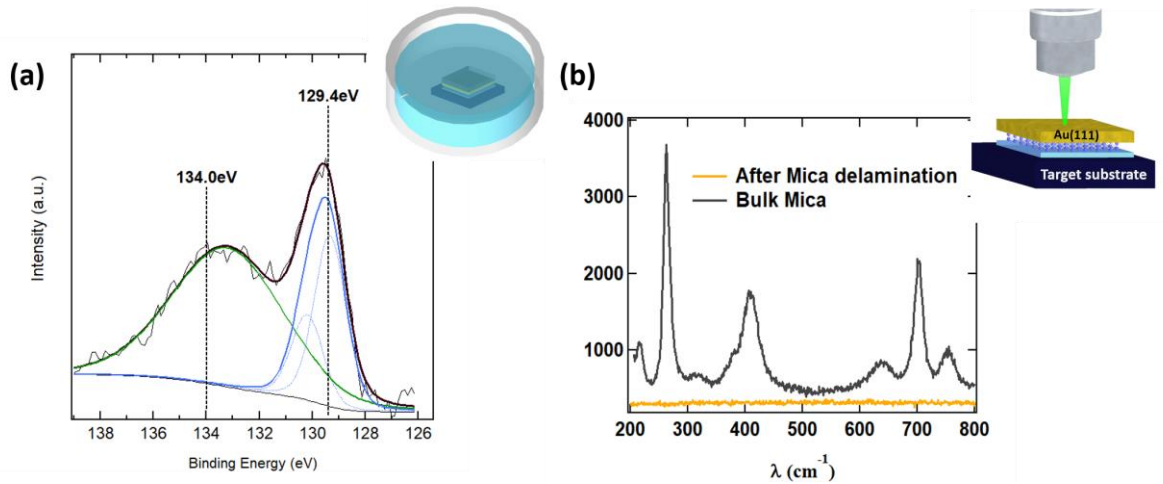 (a)
129.4eV
134.0eV
Intensity (a.u.)
138 136 134 132 130 128 126
Binding Energy (eV)
(b)
Au(111)
Target substrate
4000
3000
2000
1000
After Mica delamination
Bulk Mica
200 300 400 500 600 700 800
λ (cm⁻¹)